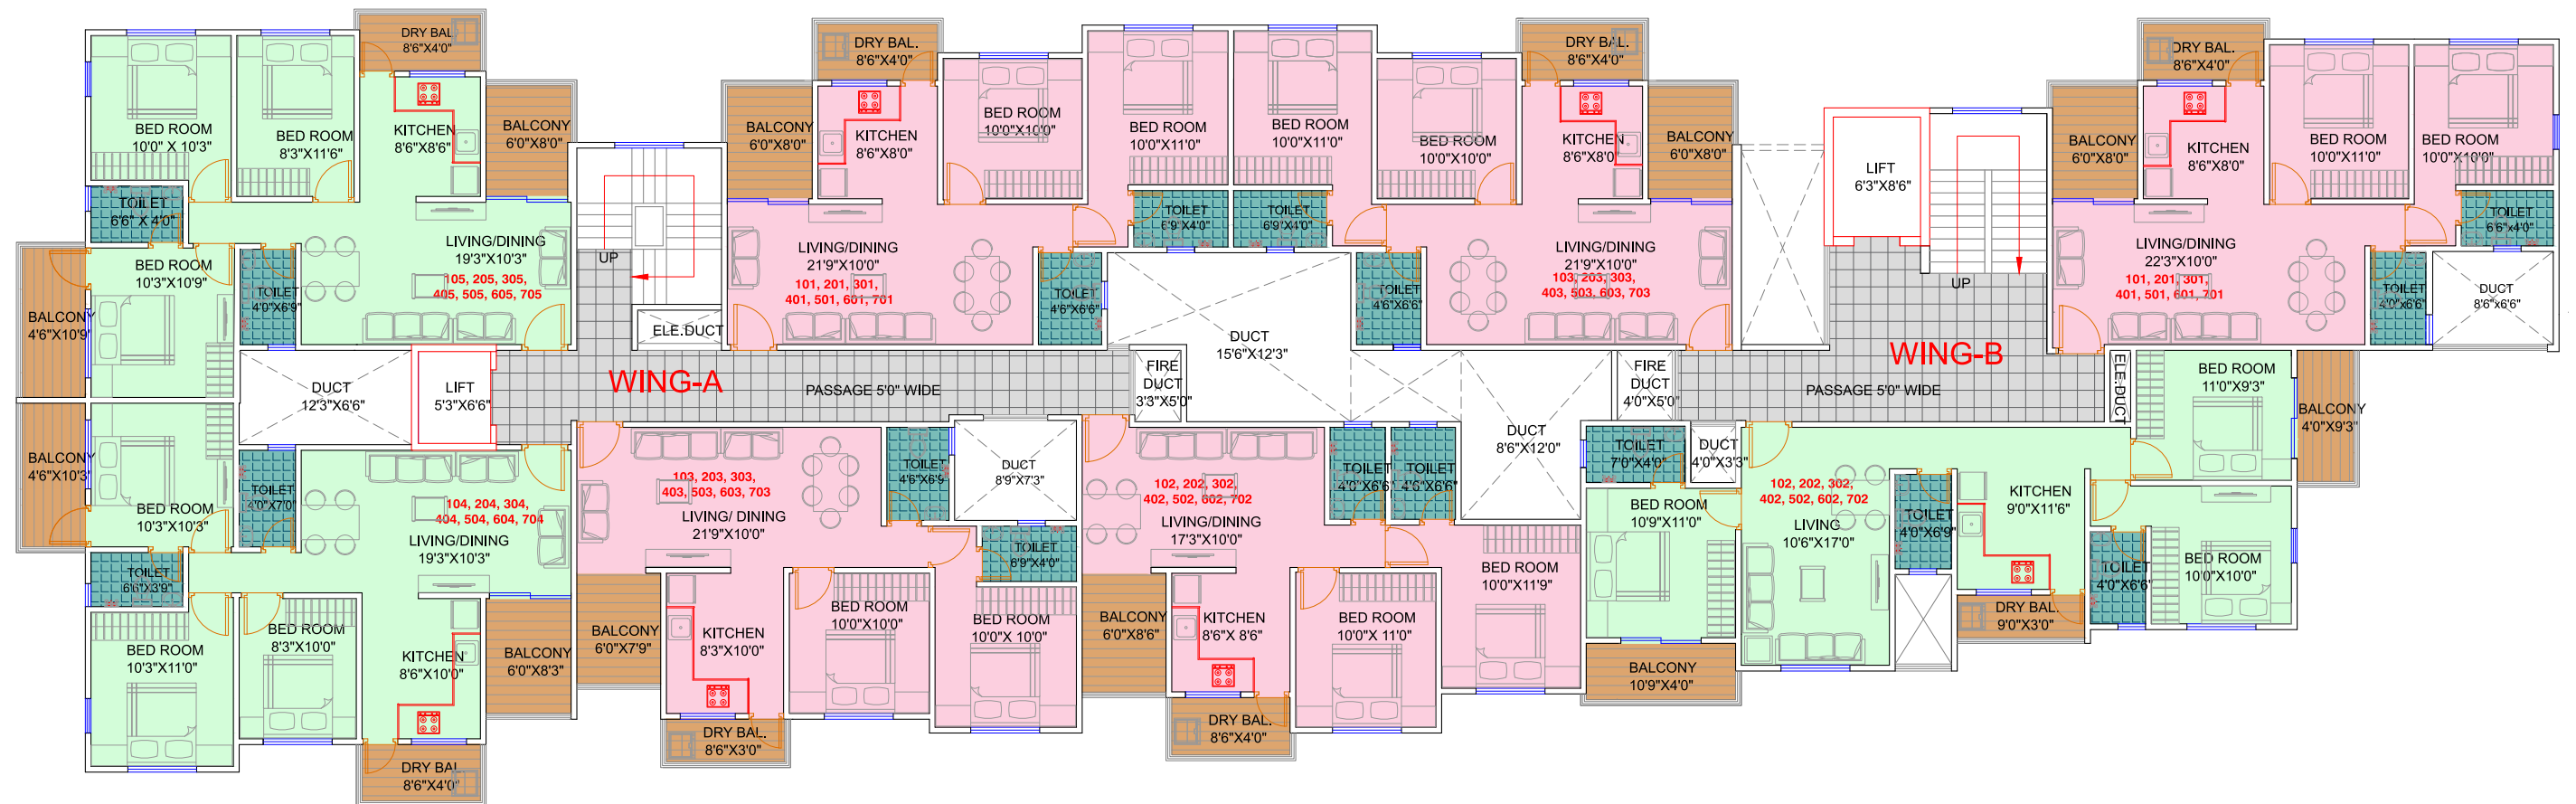 BED ROOM
10'0" X 10'3"
BED ROOM
8'3"X11'6"
DRY BAL.
8'6"X4'0"
KITCHEN
8'6"X8'6"
BALCONY
6'0"X8'0"
TOILET
6'6" X 4'0"
LIVING/DINING
19'3"X10'3"
105, 205, 305,
405, 505, 605, 705
BED ROOM
10'3"X10'9"
TOILET
4'0"X6'9"
BALCONY
4'6"X10'9"
DUCT
12'3"X6'6"
LIFT
5'3"X6'6"
BALCONY
4'6"X10'3"
BED ROOM
10'3"X10'3"
TOILET
4'0"X7'0"
104, 204, 304,
404, 504, 604, 704
LIVING/DINING
19'3"X10'3"
TOILET
6'6"X3'9"
BED ROOM
10'3"X11'0"
BED ROOM
8'3"X10'0"
KITCHEN
8'6"X10'0"
BALCONY
6'0"X8'3"
DRY BAL.
8'6"X4'0"
UP
ELE.DUCT
WING-A
PASSAGE 5'0" WIDE
BALCONY
6'0"X8'0"
DRY BAL.
8'6"X4'0"
KITCHEN
8'6"X8'0"
BED ROOM
10'0"X10'0"
BED ROOM
10'0"X11'0"
LIVING/DINING
21'9"X10'0"
101, 201, 301,
401, 501, 601, 701
TOILET
6'9"X4'0"
TOILET
4'6"X6'6"
103, 203, 303,
403, 503, 603, 703
LIVING/ DINING
21'9"X10'0"
TOILET
4'6"X6'9"
DUCT
8'9"X7'3"
TOILET
6'9"X4'0"
BALCONY
6'0"X7'9"
KITCHEN
8'3"X10'0"
BED ROOM
10'0"X10'0"
BED ROOM
10'0"X 10'0"
DRY BAL.
8'6"X3'0"
FIRE
DUCT
3'3"X5'0"
DUCT
15'6"X12'3"
102, 202, 302,
402, 502, 602, 702
LIVING/DINING
17'3"X10'0"
TOILET
4'0"X6'6"
TOILET
4'6"X6'6"
BALCONY
6'0"X8'6"
KITCHEN
8'6"X 8'6"
BED ROOM
10'0"X 11'0"
BED ROOM
10'0"X11'9"
DRY BAL.
8'6"X4'0"
DUCT
8'6"X12'0"
BED ROOM
10'0"X11'0"
BED ROOM
10'0"X10'0"
DRY BAL.
8'6"X4'0"
KITCHEN
8'6"X8'0"
BALCONY
6'0"X8'0"
TOILET
6'9"X4'0"
TOILET
4'6"X6'6"
LIVING/DINING
21'9"X10'0"
103, 203, 303,
403, 503, 603, 703
FIRE
DUCT
4'0"X5'0"
LIFT
6'3"X8'6"
UP
WING-B
PASSAGE 5'0" WIDE
ELE.DUCT
BALCONY
6'0"X8'0"
DRY BAL.
8'6"X4'0"
KITCHEN
8'6"X8'0"
BED ROOM
10'0"X11'0"
BED ROOM
10'0"X10'0"
LIVING/DINING
22'3"X10'0"
101, 201, 301,
401, 501, 601, 701
TOILET
6'6"x4'0"
TOILET
4'0"x6'6"
DUCT
8'6"x6'6"
TOILET
7'0"X4'0"
DUCT
4'0"X3'3"
BED ROOM
10'9"X11'0"
BALCONY
10'9"X4'0"
102, 202, 302,
402, 502, 602, 702
LIVING
10'6"X17'0"
TOILET
4'0"X6'9"
KITCHEN
9'0"X11'6"
DRY BAL.
9'0"X3'0"
BED ROOM
11'0"X9'3"
BALCONY
4'0"X9'3"
TOILET
4'0"X6'6"
BED ROOM
10'0"X10'0"